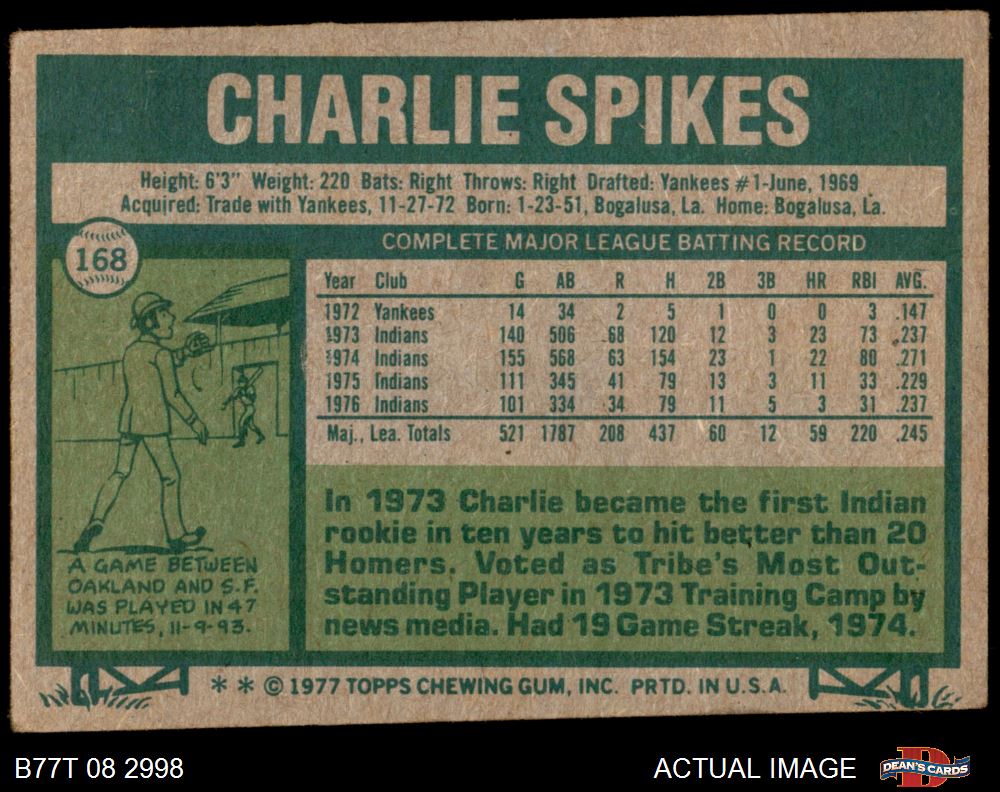 CHARLIE SPIKES
Height: 6'3" Weight: 220 Bats: Right Throws: Right Drafted: Yankees #1-June, 1969
Acquired: Trade with Yankees, 11-27-72 Born: 1-23-51, Bogalusa, La. Home: Bogalusa, La.
168
COMPLETE MAJOR LEAGUE BATTING RECORD
Year Club G AB R H 2B 3B HR RBI AVG.
1972 Yankees 14 34 2 5 1 0 0 3 .147
1973 Indians 140 506 68 120 12 3 23 73 .237
1974 Indians 155 568 63 154 23 1 22 80 .271
1975 Indians 111 345 41 79 13 3 11 33 .229
1976 Indians 101 334 34 79 11 5 3 31 .237
Maj., Lea. Totals 521 1787 208 437 60 12 59 220 .245
A GAME BETWEEN
OAKLAND AND S.F.
WAS PLAYED IN 47
MINUTES, 11-9-93.
In 1973 Charlie became the first Indian
rookie in ten years to hit better than 20
Homers. Voted as Tribe's Most Out-
standing Player in 1973 Training Camp by
news media. Had 19 Game Streak, 1974.
* * © 1977 TOPPS CHEWING GUM, INC. PRTD. IN U.S.A.
B77T 08 2998
ACTUAL IMAGE
D
DEAN'S CARDS